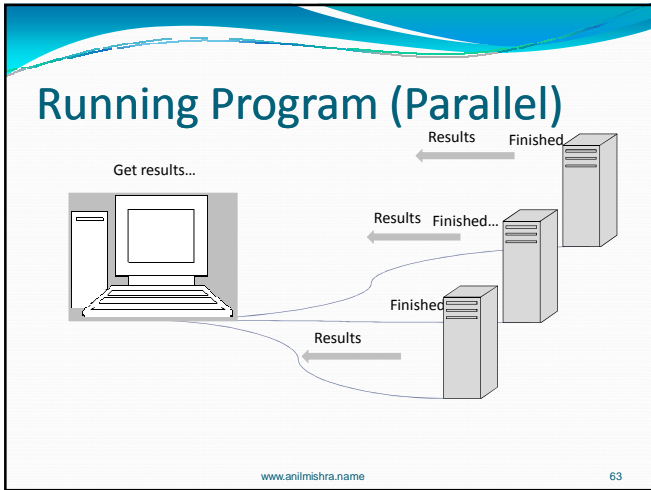 Running Program (Parallel)
Results Finished
Get results…
Results Finished…
Finished
Results
www.anilmishra.name 63